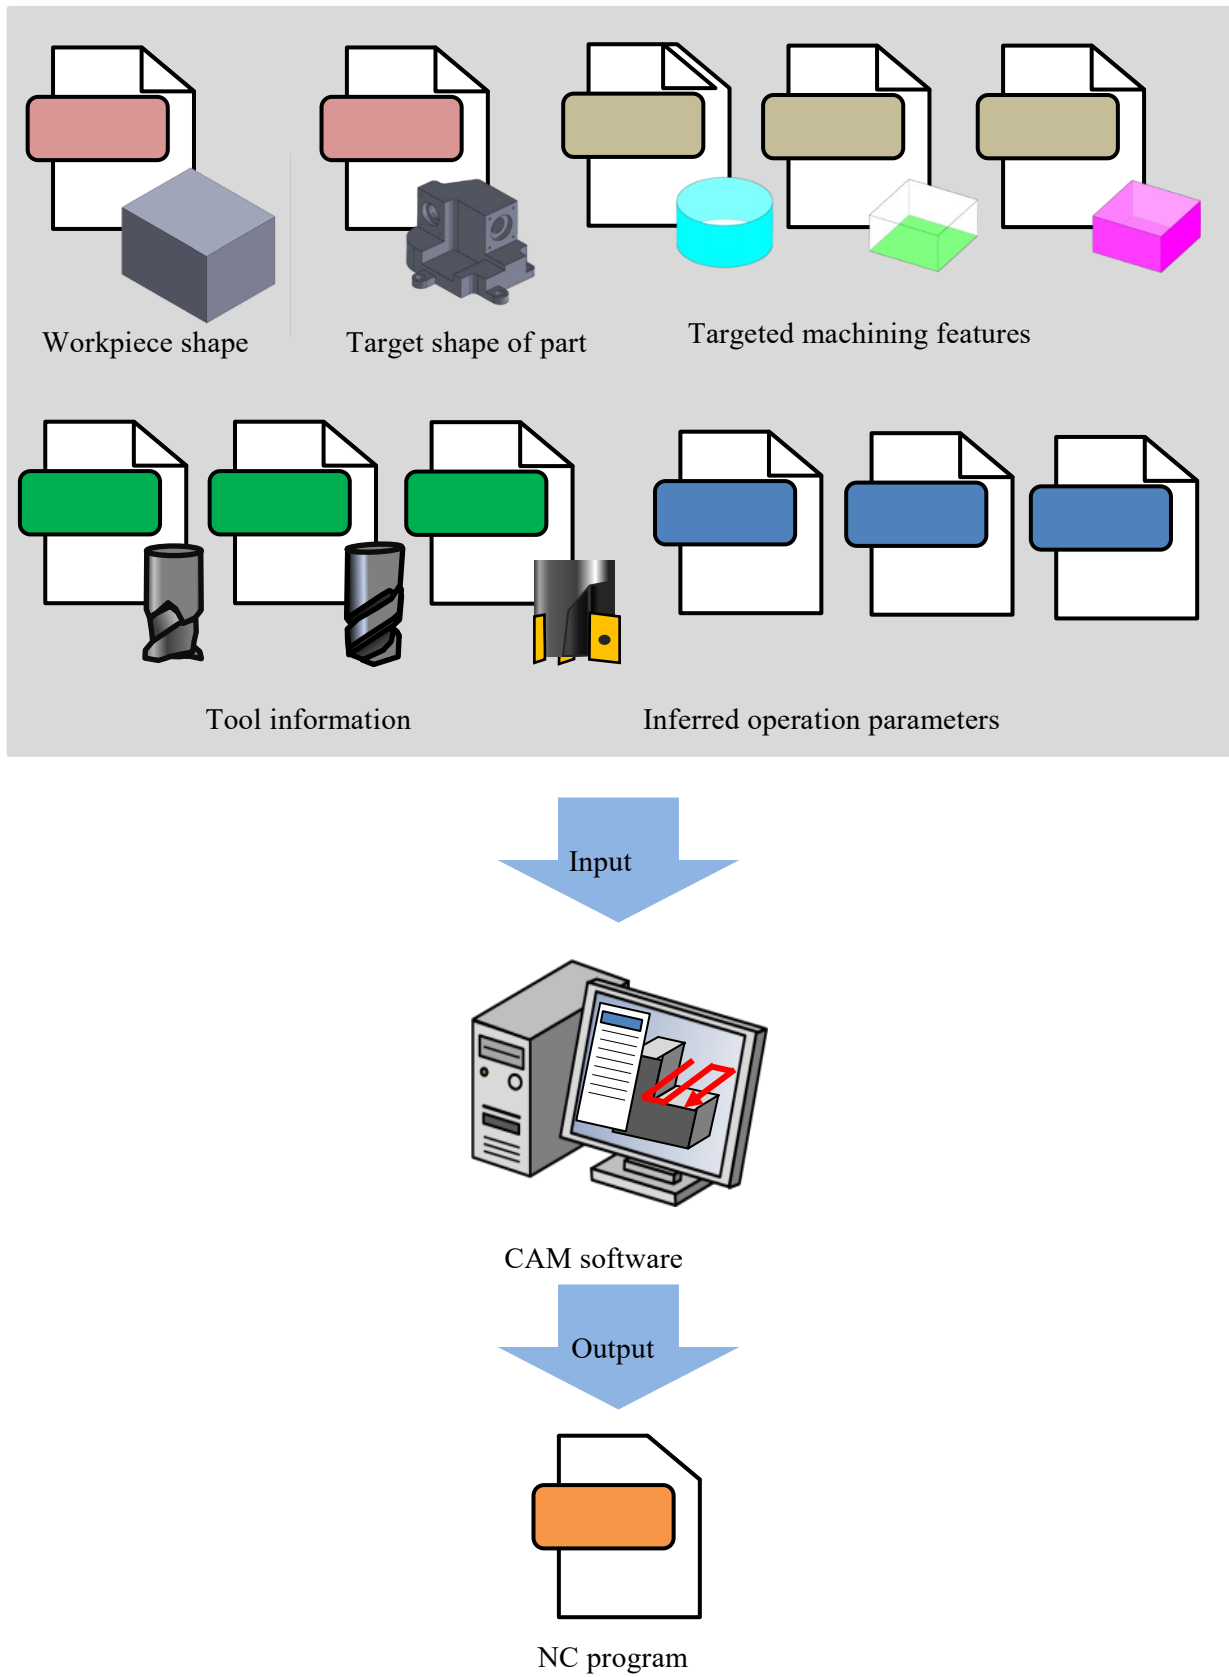 Workpiece shape
Target shape of part
Targeted machining features
Tool information
Inferred operation parameters
Input
CAM software
Output
NC program